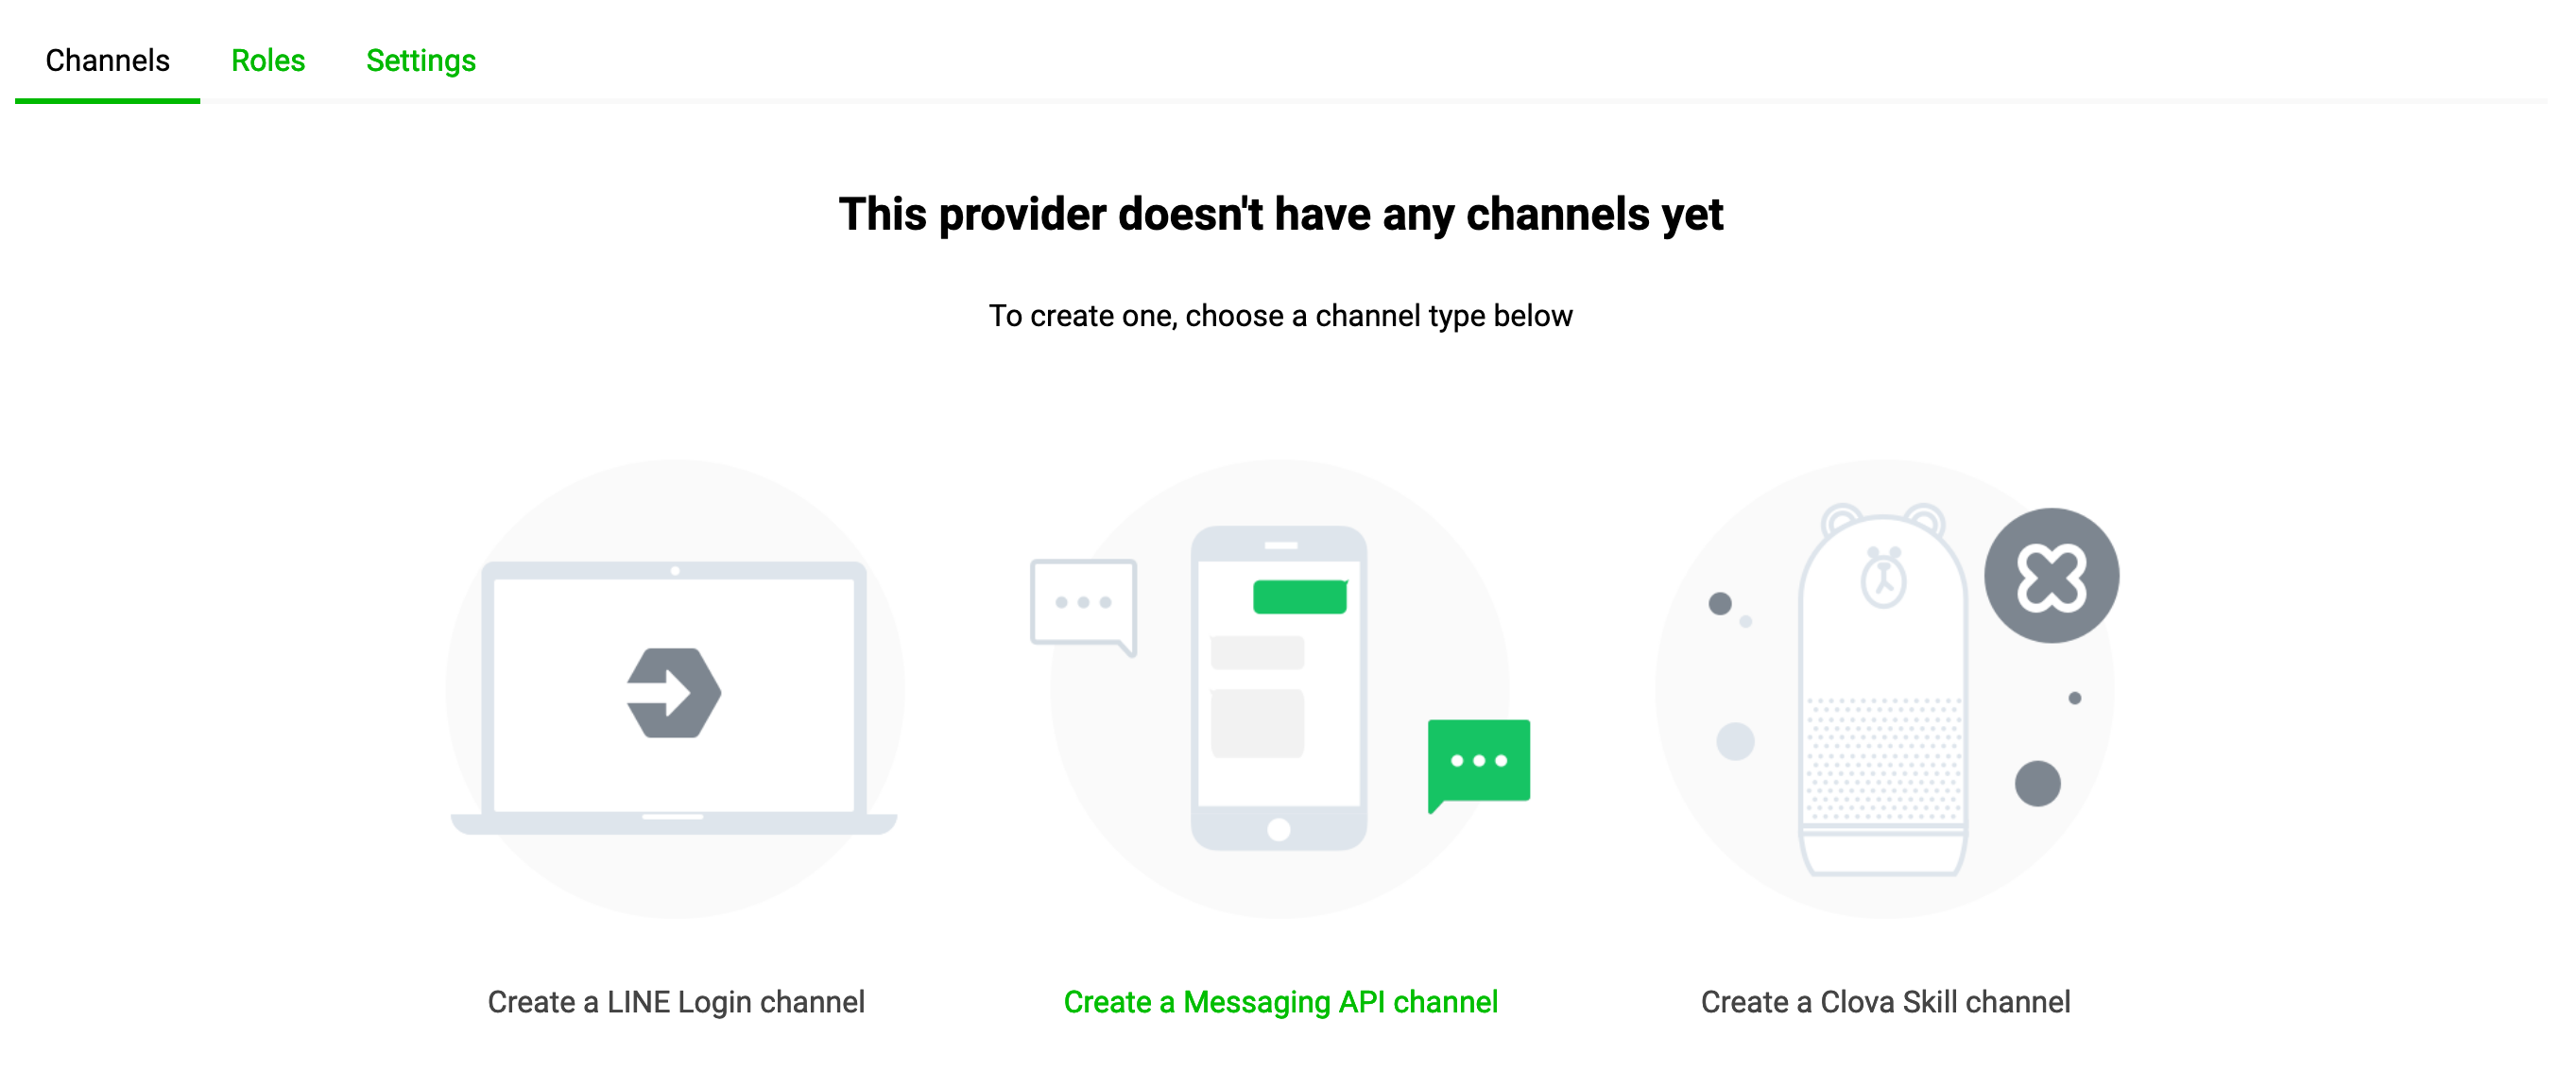 Channels Roles Settings
This provider doesn't have any channels yet
To create one, choose a channel type below
Create a LINE Login channel
Create a Messaging API channel
Create a Clova Skill channel